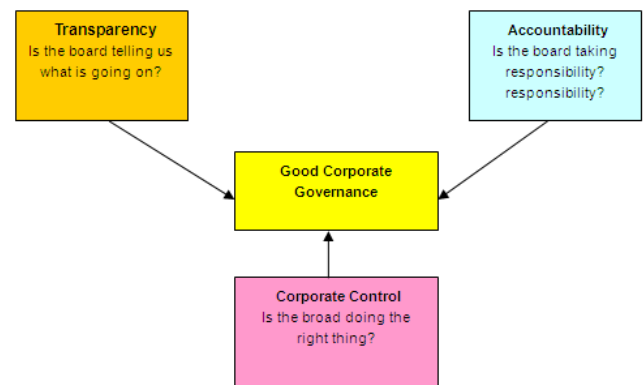 Transparency
Is the board telling us
what is going on?
Accountability
Is the board taking
responsibility?
responsibility?
Good Corporate
Governance
Corporate Control
Is the broad doing the
right thing?